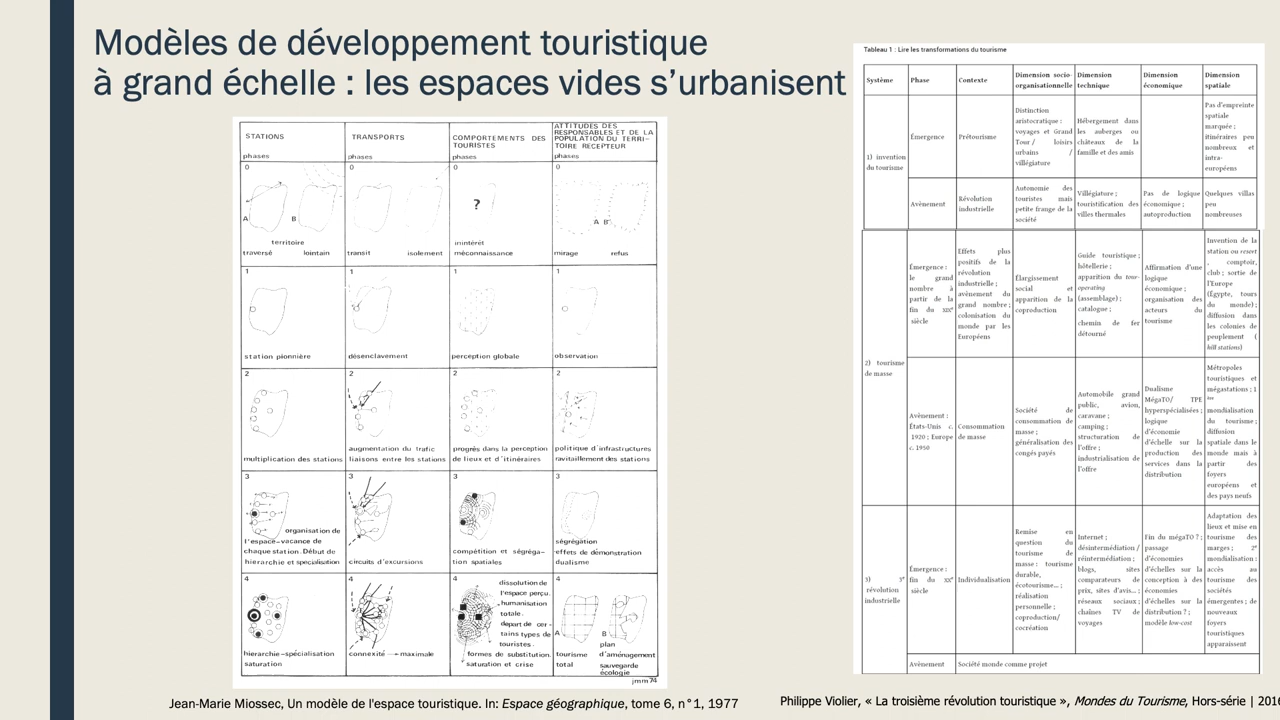 Modèles de développement touristique
à grand échelle : les espaces vides s’urbanisent
STATIONS
phases
TRANSPORTS
phases
COMPORTEMENTS DES
TOURISTES
phases
ATTITUDES DES
RESPONSABLES ET DE LA
POPULATION DU TERRI-
TOIRE RECEPTEUR
phases
0
A
B
territoire
traversé lointain
0
transit isolement
0
?
inintérêt
méconnaissance
0
A B
mirage refus
1
station pionnière
1
désenclavement
1
perception globale
1
observation
2
multiplication des stations
2
augmentation du trafic
liaisons entre les stations
2
progrès dans la perception
de lieux et d'itinéraires
2
politique d'infrastructures
ravitaillement des stations
3
organisation de
l'espace-vacance de
chaque station. Début de
hiérarchie et spécialisation
3
circuits d'excursions
3
compétition et ségréga-
tion spatiales
3
ségrégation
effets de démonstration
dualisme
4
hierarchie-spécialisation
saturation
4
connexité → maximale
4
dissolution de
l'espace perçu.
humanisation
totale.
départ de cer-
tains types de
touristes.
formes de substitution.
saturation et crise
4
A
B
tourisme
total
plan
d'aménagement
sauvegarde
écologie
jmm 74
Jean-Marie Miossec, Un modèle de l'espace touristique. In: Espace géographique, tome 6, n°1, 1977
Tableau 1 : Lire les transformations du tourisme
Système
Phase
Contexte
Dimension socio-
organisationnelle
Dimension
technique
Dimension
économique
Dimension
spatiale
1) invention
du tourisme
Émergence
Prétourisme
Distinction
aristocratique :
voyages et Grand
Tour / loisirs
urbains /
villégiature
Hébergement dans
les auberges ou
châteaux de la
famille et des amis
Pas d'empreinte
spatiale
marquée ;
itinéraires peu
nombreux et
intra-
européens
Avènement
Révolution
industrielle
Autonomie des
touristes mais
petite frange de la
société
Villégiature ;
touristification des
villes thermales
Pas de logique
économique ;
autoproduction
Quelques villas
peu
nombreuses
2) tourisme
de masse
Émergence :
le grand
nombre à
partir de la
fin du XIXe
siècle
Effets plus
positifs de la
révolution
industrielle ;
avènement du
grand nombre ;
colonisation du
monde par les
Européens
Élargissement
social et
apparition de la
coproduction
Guide touristique ;
hôtellerie ;
apparition du tour-
operating
(assemblage) ;
catalogue ;
chemin de fer
détourné
Affirmation d'une
logique
économique ;
organisation des
acteurs du
tourisme
Invention de la
station ou resort
, comptoir,
club ; sortie de
l'Europe
(Égypte, tours
du monde) ;
diffusion dans
les colonies de
peuplement (
hill stations)
Avènement :
États-Unis c.
1920 ; Europe
c. 1950
Consommation
de masse
Société de
consommation de
masse ;
généralisation des
congés payés
Automobile grand
public, avion,
caravane ;
camping ;
structuration de
l'offre ;
industrialisation de
l'offre
Dualisme
MégaTO/ TPE
hyperspécialisées ;
logique
d'économie
d'échelle sur la
production des
services dans la
distribution
Métropoles
touristiques et
mégastations ; 1
ère
mondialisation
du tourisme ;
diffusion
spatiale dans le
monde mais à
partir des
foyers
européens et
des pays neufs
3) 3e
révolution
industrielle
Émergence :
fin du XXe
siècle
Individualisation
Remise en
question du
tourisme de
masse : tourisme
durable,
écotourisme... ;
réalisation
personnelle ;
coproduction/
cocréation
Internet ;
désintermédiation /
réintermédiation ;
blogs, sites
comparateurs de
prix, sites d'avis... ;
réseaux sociaux ;
chaînes TV de
voyages
Fin du mégaTO ? ;
passage
d'économies
d'échelles sur la
conception à des
économies
d'échelles sur la
distribution ? ;
modèle low-cost
Adaptation des
lieux et mise en
tourisme des
marges ; 2e
mondialisation :
accès au
tourisme des
sociétés
émergentes ; de
nouveaux
foyers
touristiques
apparaissent
Avènement
Société monde comme projet
Philippe Violier, « La troisième révolution touristique », Mondes du Tourisme, Hors-série | 201